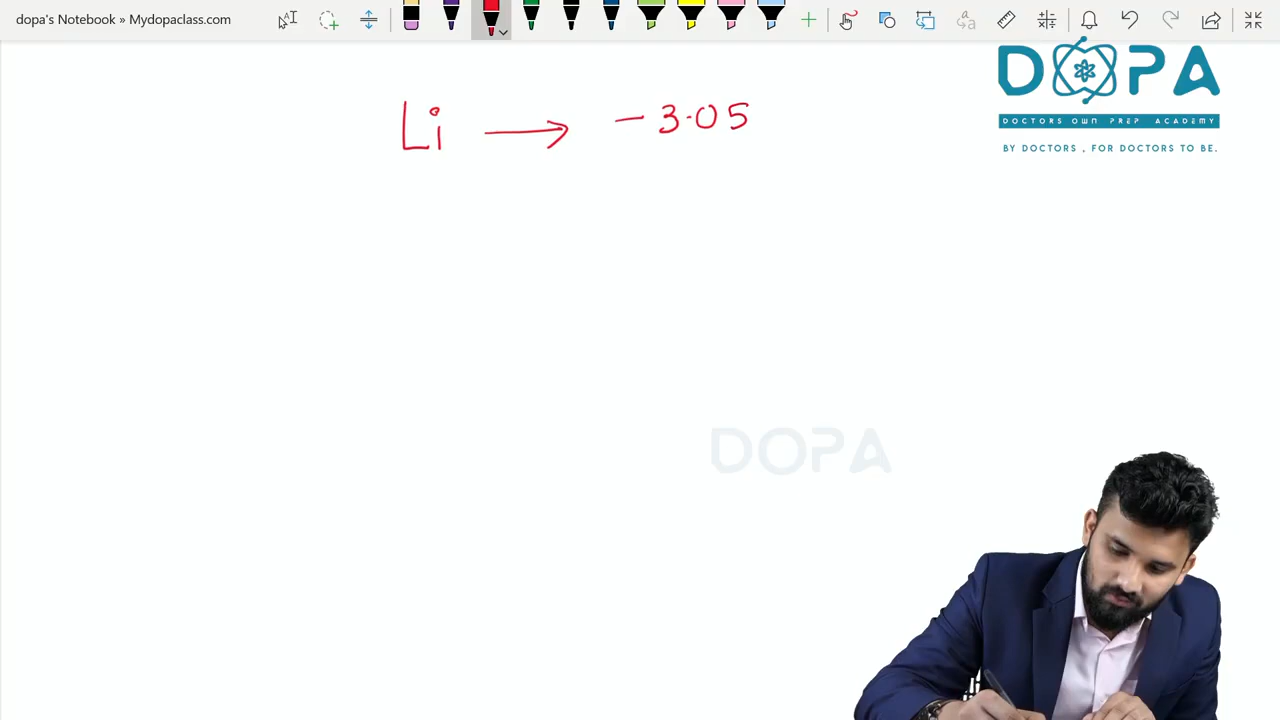 dopa's Notebook » Mydopaclass.com
Li → - 3.05
DOPA
DOCTORS OWN PREP ACADEMY
BY DOCTORS , FOR DOCTORS TO BE.
DOPA